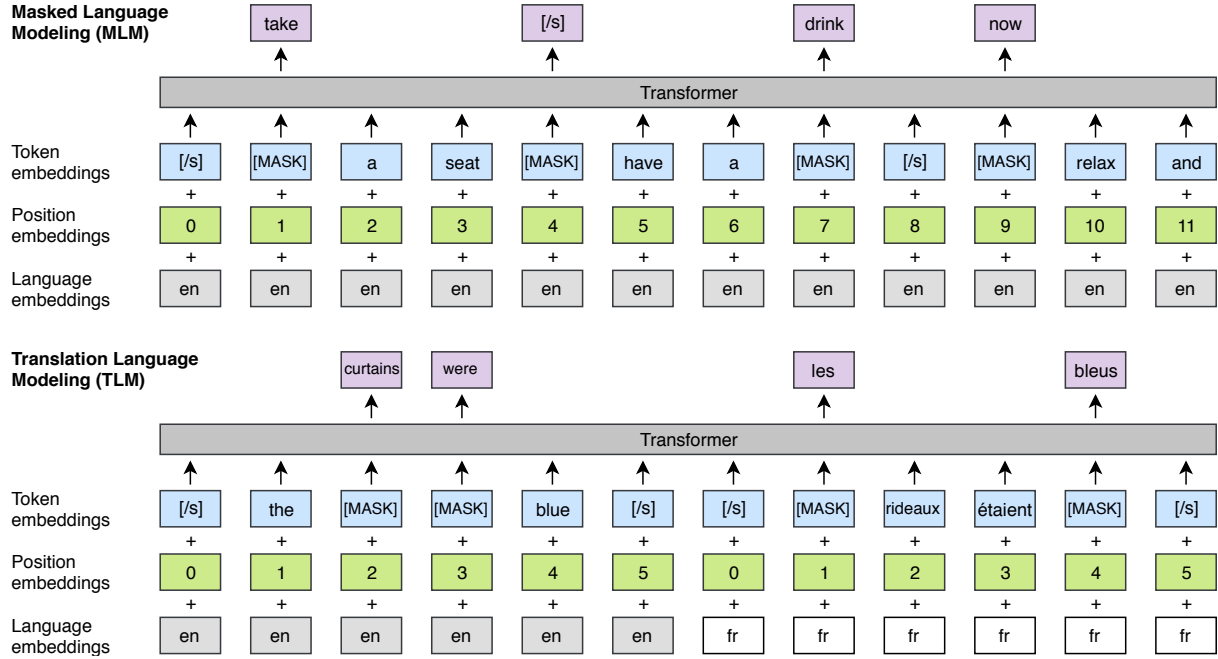 Masked Language
Modeling (MLM)
take [/s] drink now
Transformer
Token
embeddings
[/s] [MASK] a seat [MASK] have a [MASK] [/s] [MASK] relax and
+ + + + + + + + + + + +
Position
embeddings
0 1 2 3 4 5 6 7 8 9 10 11
+ + + + + + + + + + + +
Language
embeddings
en en en en en en en en en en en en
Translation Language
Modeling (TLM)
curtains were les bleus
Transformer
Token
embeddings
[/s] the [MASK] [MASK] blue [/s] [/s] [MASK] rideaux étaient [MASK] [/s]
+ + + + + + + + + + + +
Position
embeddings
0 1 2 3 4 5 0 1 2 3 4 5
+ + + + + + + + + + + +
Language
embeddings
en en en en en en fr fr fr fr fr fr